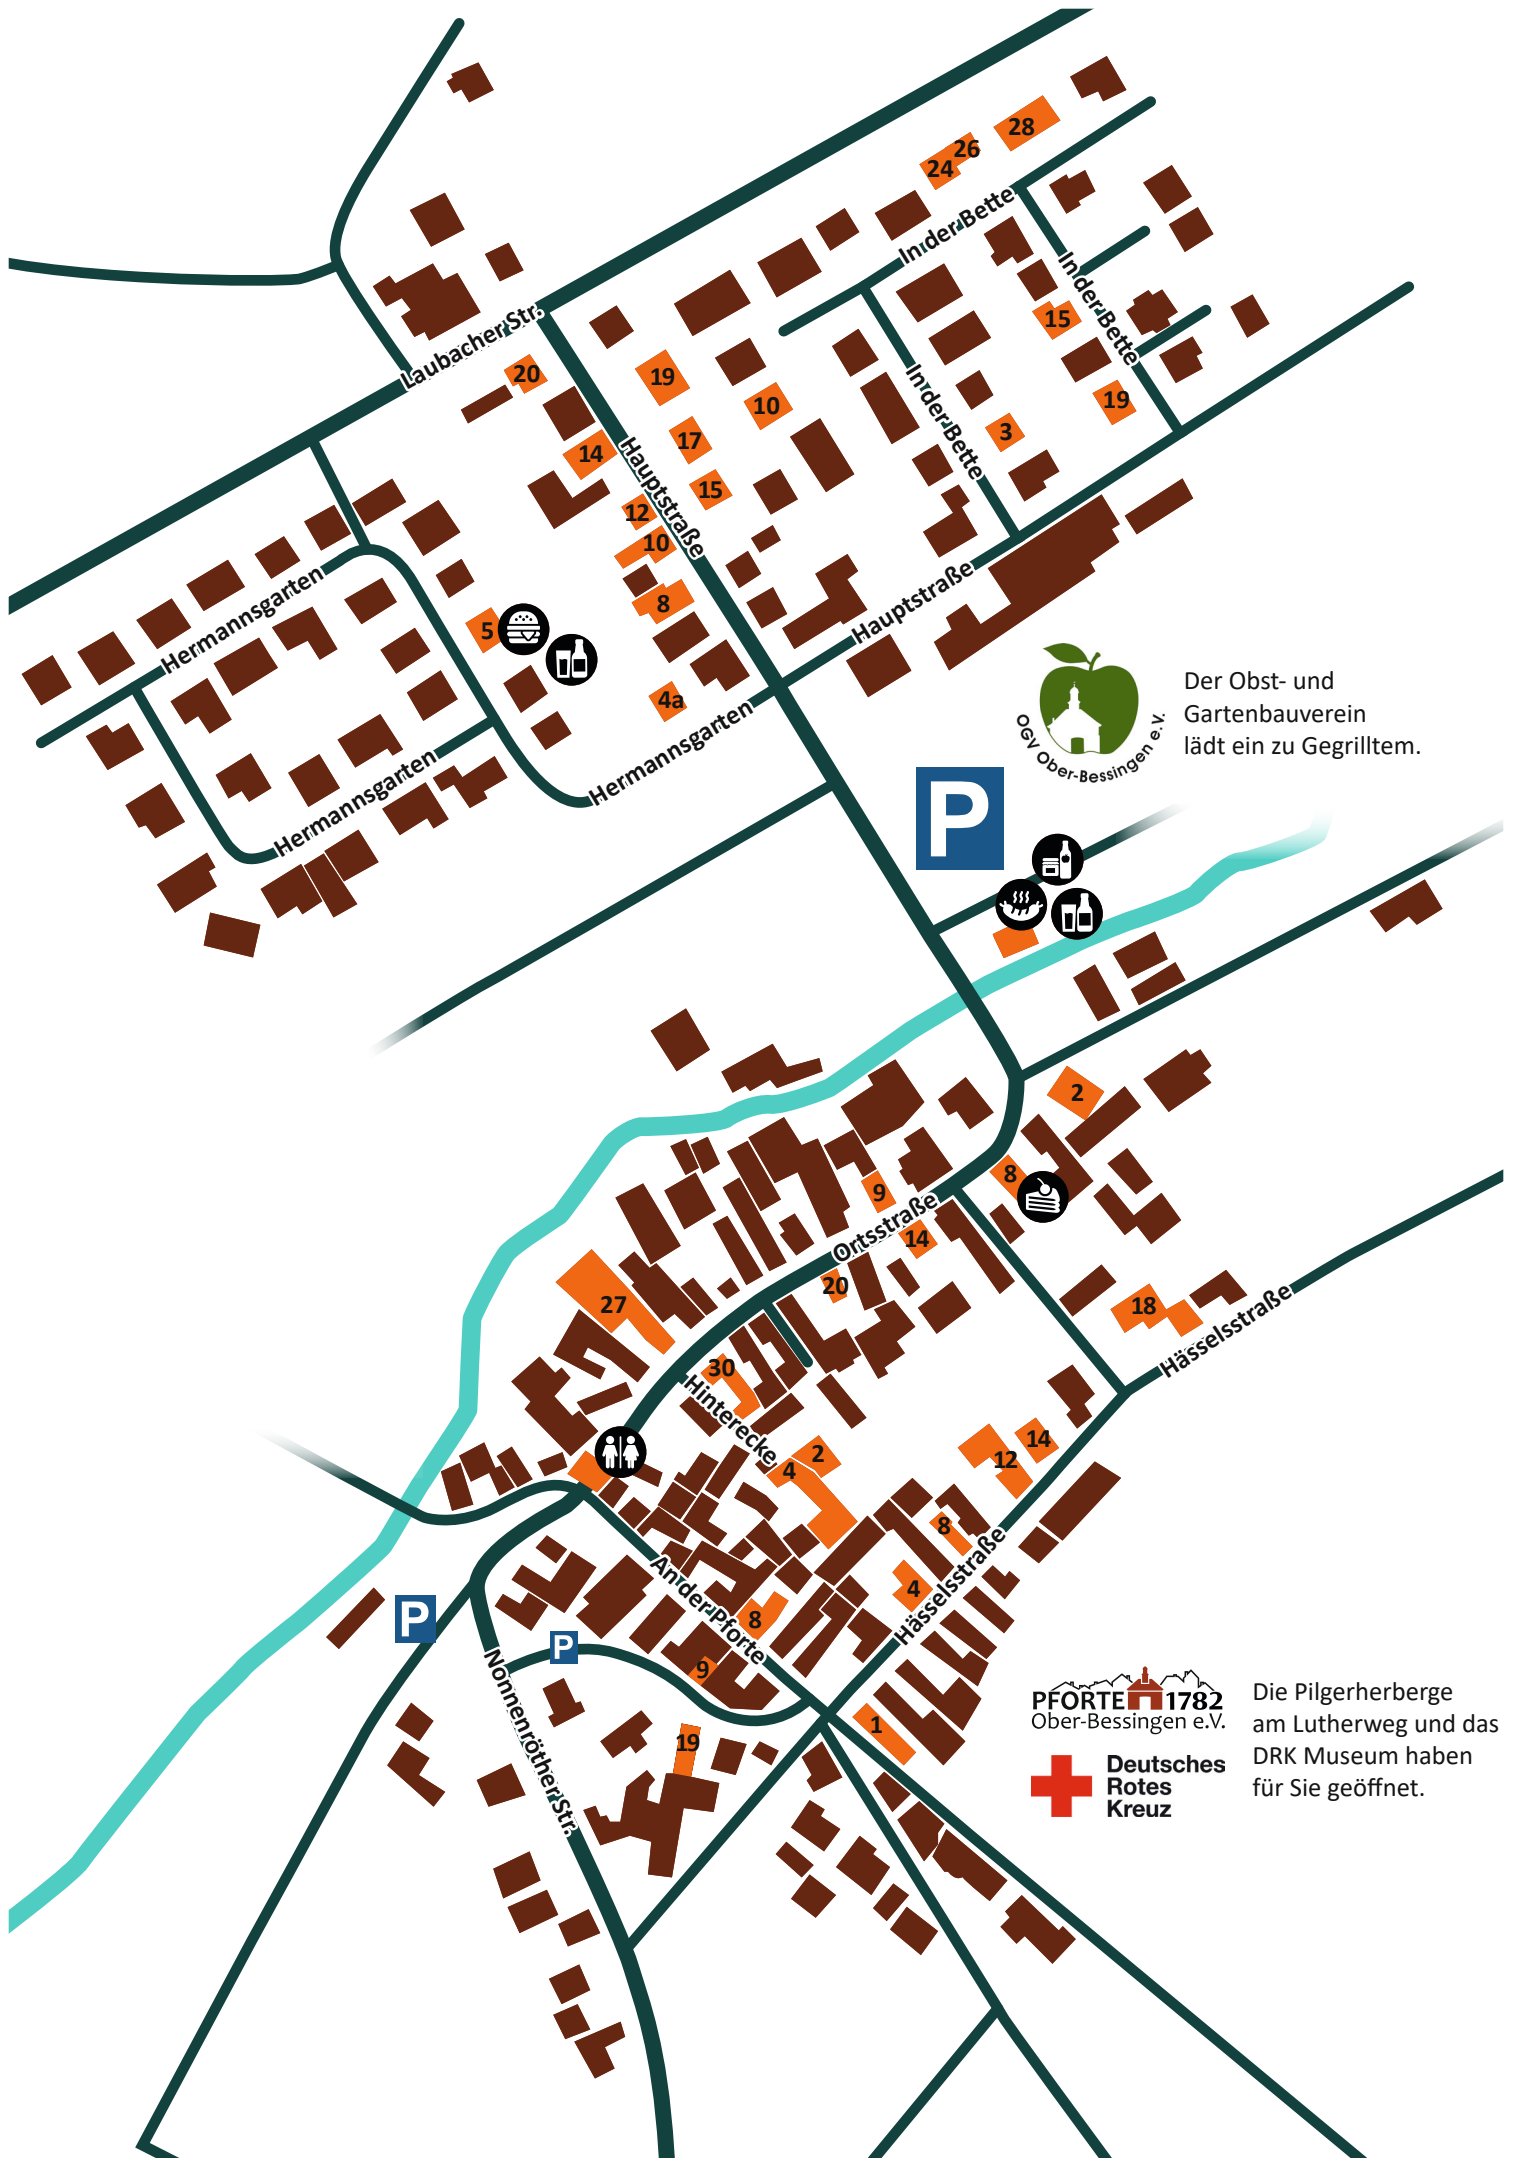 28
26
24
In der Bette
In der Bette
15
19
Laubacher Str.
20
19
10
In der Bette
3
17
14
Hauptstraße
15
12
10
8
Hermannsgarten
5
Hauptstraße
4a
Hermannsgarten
Hermannsgarten
OGV Ober-Bessingen e.V.
Der Obst- und
Gartenbauverein
lädt ein zu Gegrilltem.
P
2
8
9
Ortsstraße
14
20
27
18
Hässelsstraße
30
Hinterecke
2
4
14
12
8
4
Hässelsstraße
An der Pforte
8
P
P
9
Nonnenröther Str.
19
1
PFORTE 1782
Ober-Bessingen e.V.
Die Pilgerherberge
am Lutherweg und das
DRK Museum haben
für Sie geöffnet.
Deutsches
Rotes
Kreuz